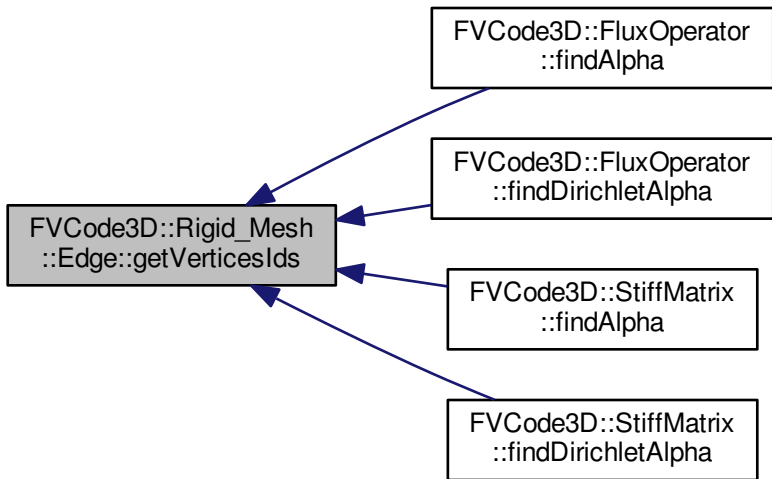 FVCode3D::FluxOperator
::findAlpha
FVCode3D::FluxOperator
::findDirichletAlpha
FVCode3D::Rigid_Mesh
::Edge::getVerticesIds
FVCode3D::StiffMatrix
::findAlpha
FVCode3D::StiffMatrix
::findDirichletAlpha